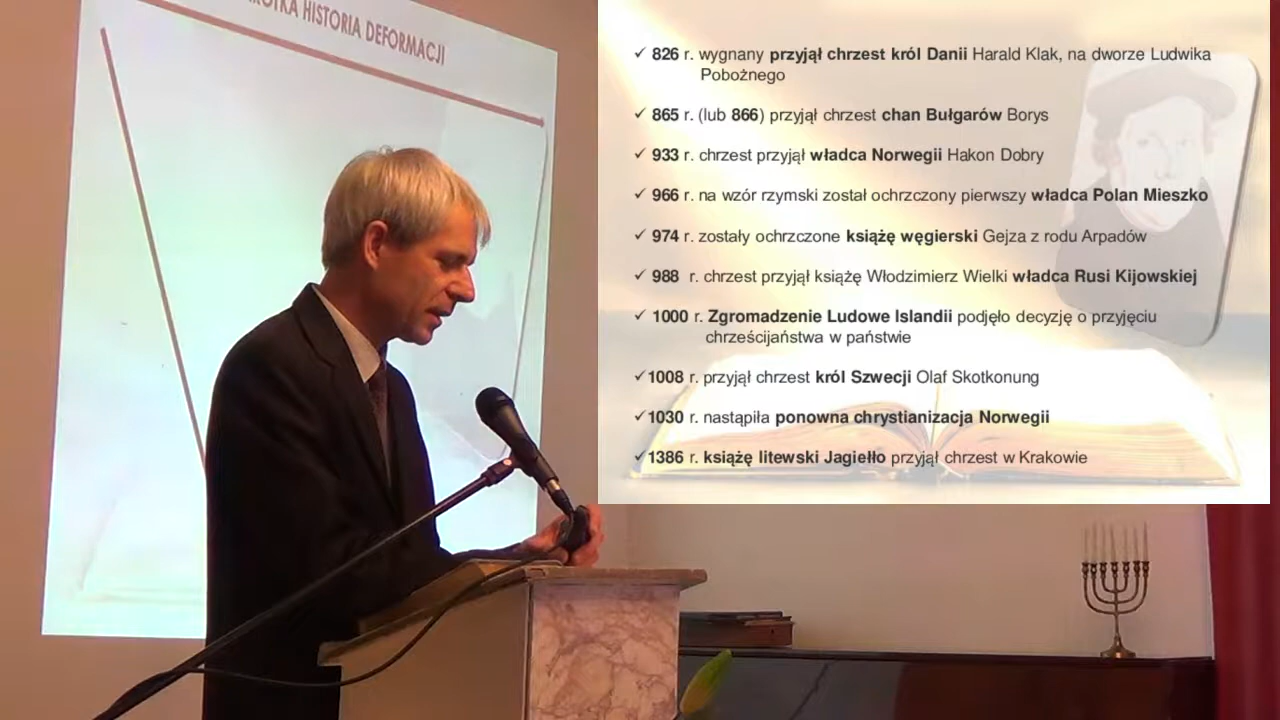 HISTORIA DEFORMACJI
✓ 826 r. wygnany przyjął chrzest król Danii Harald Klak, na dworze Ludwika
Pobożnego
✓ 865 r. (lub 866) przyjął chrzest chan Bułgarów Borys
✓ 933 r. chrzest przyjął władca Norwegii Hakon Dobry
✓ 966 r. na wzór rzymski został ochrzczony pierwszy władca Polan Mieszko
✓ 974 r. zostały ochrzczone książę węgierski Gejza z rodu Arpadów
✓ 988 r. chrzest przyjął książę Włodzimierz Wielki władca Rusi Kijowskiej
✓ 1000 r. Zgromadzenie Ludowe Islandii podjęło decyzję o przyjęciu
chrześcijaństwa w państwie
✓ 1008 r. przyjął chrzest król Szwecji Olaf Skotkonung
✓ 1030 r. nastąpiła ponowna chrystianizacja Norwegii
✓ 1386 r. książę litewski Jagiełło przyjął chrzest w Krakowie